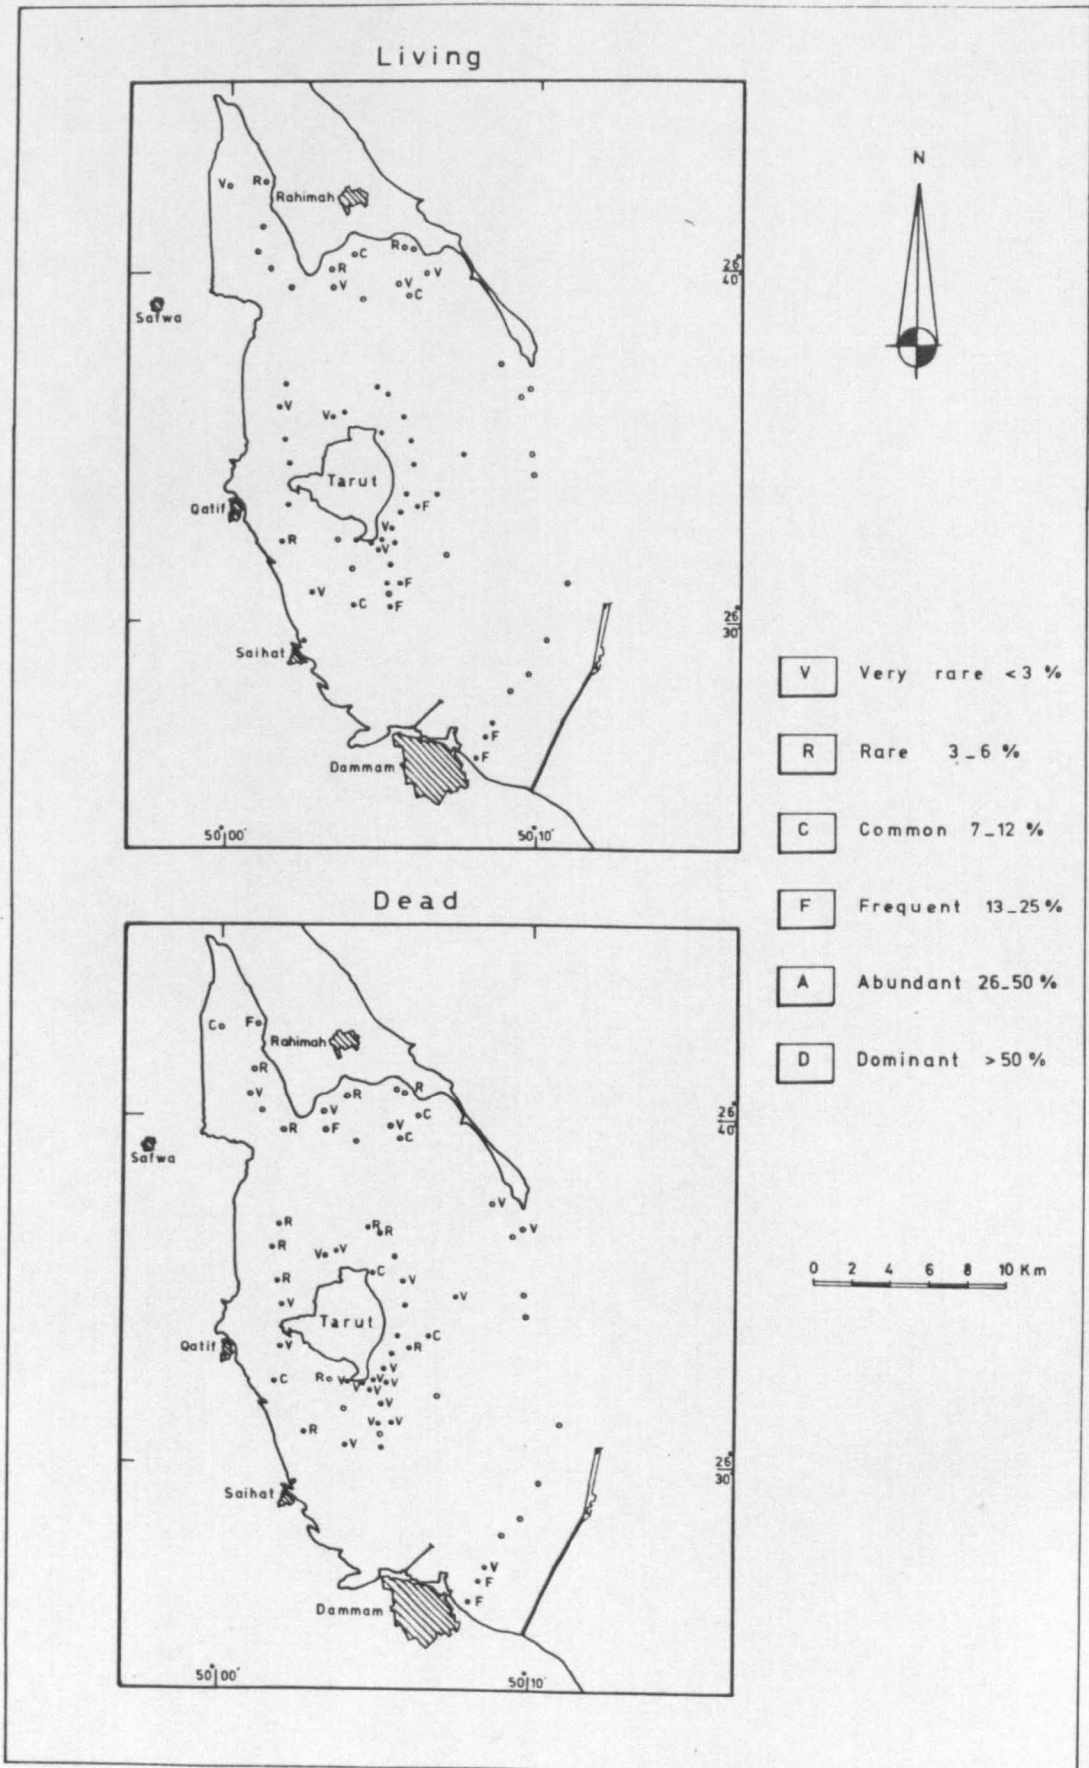 Living
N
V R
Rahimah
R
C
R V
26°
40'
V V C
Safwa
V V
Tarut
Qatif
F
V
R V
F
V C F
26°
30'
Saihat
F
F
Dammam
50°00' 50°10'
V Very rare <3 %
R Rare 3_6 %
C Common 7_12 %
F Frequent 13_25 %
A Abundant 26_50 %
D Dominant >50 %
Dead
C F
Rahimah
R
V R R
V C
26°
40'
R F V C
Safwa
V
V
R R R
R V V
R C V
V V
Tarut
C
Qatif
V R
V
C R V V V V
V V
V V
R V
26°
30'
Saihat
V
F
F
Dammam
50°00' 50°10'
0 2 4 6 8 10 Km